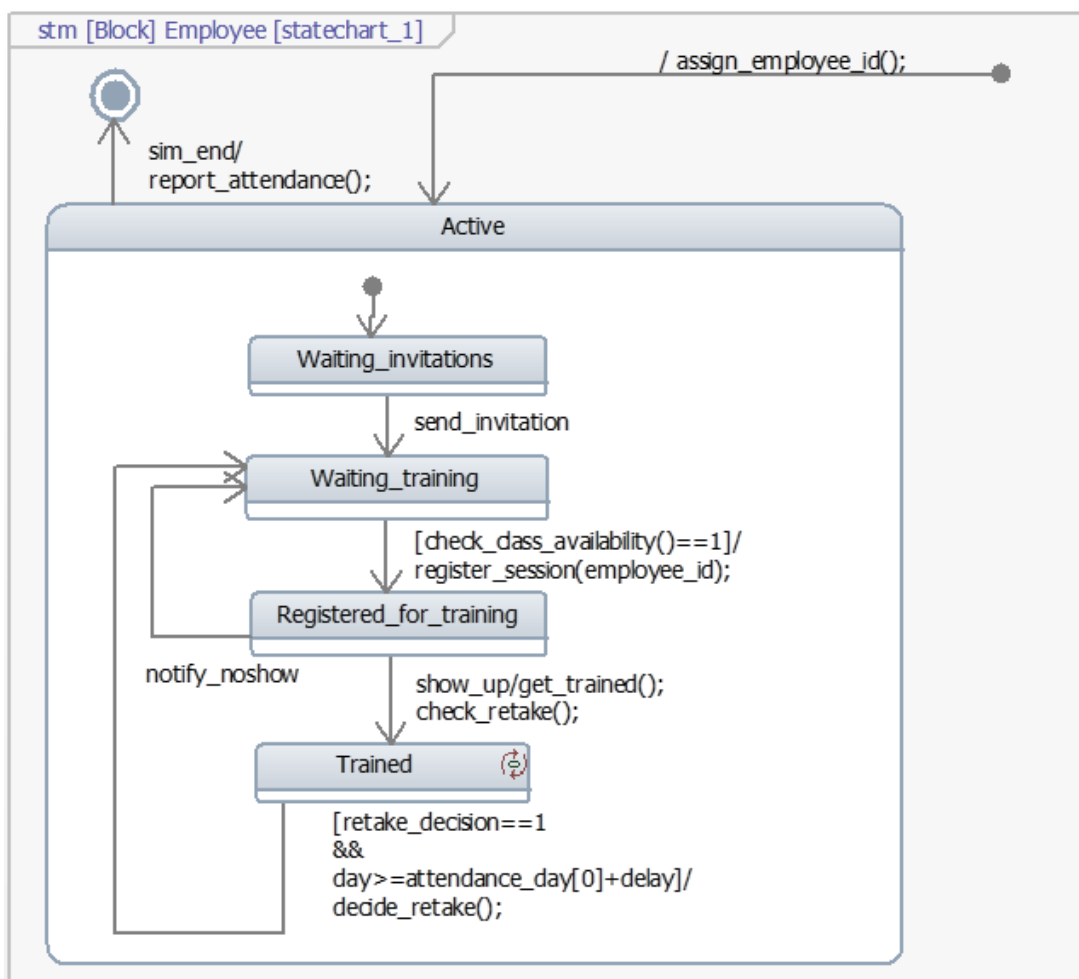 stm [Block] Employee [statechart_1]
/ assign_employee_id();
sim_end/
report_attendance();
Active
Waiting_invitations
send_invitation
Waiting_training
[check_class_availability()==1]/
register_session(employee_id);
Registered_for_training
notify_noshow
show_up/get_trained();
check_retake();
Trained
[retake_decision==1
&&
day>=attendance_day[0]+delay]/
decide_retake();